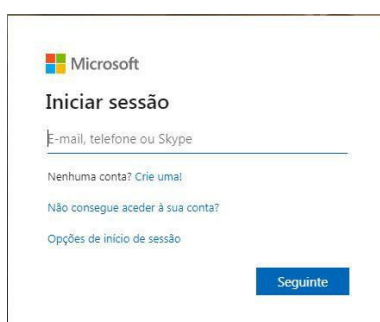 Microsoft
Iniciar sessão
E-mail, telefone ou Skype
Nenhuma conta? Crie uma!
Não consegue aceder à sua conta?
Opções de início de sessão
Seguinte